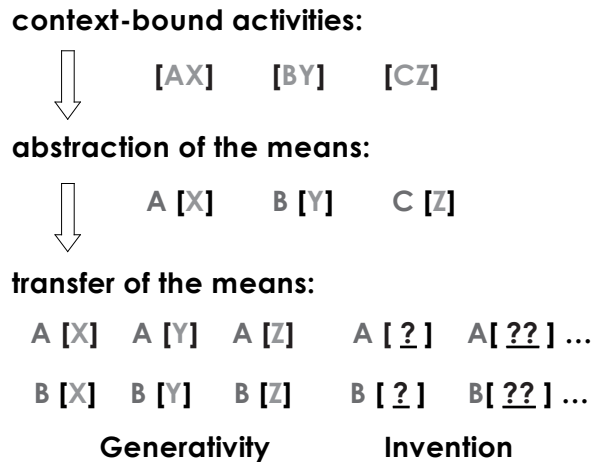 context-bound activities:
[AX] [BY] [CZ]
abstraction of the means:
A [X] B [Y] C [Z]
transfer of the means:
A [X] A [Y] A [Z] A [ ? ] A[ ?? ] ...
B [X] B [Y] B [Z] B [ ? ] B[ ?? ] ...
Generativity Invention